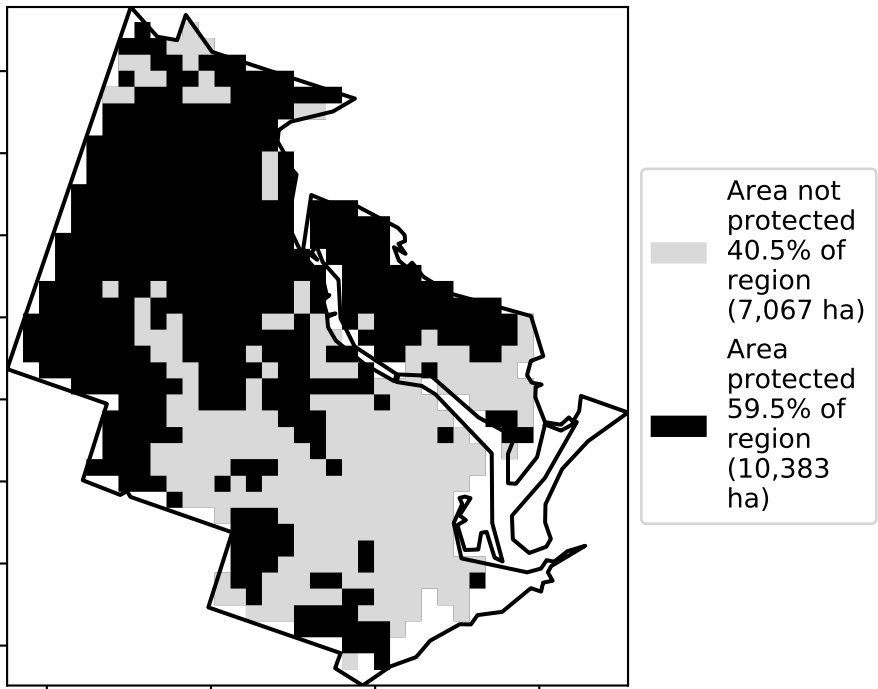 Area not
protected
40.5% of
region
(7,067 ha)
Area
protected
59.5% of
region
(10,383
ha)